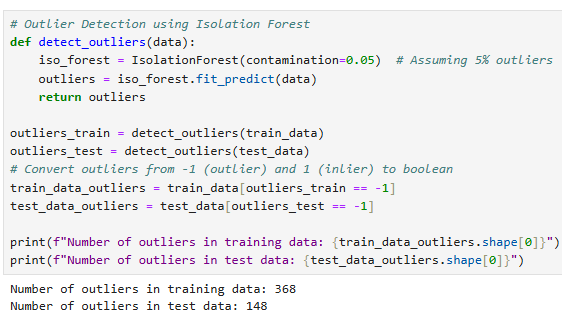 # Outlier Detection using Isolation Forest
def detect_outliers(data):
    iso_forest = IsolationForest(contamination=0.05)  # Assuming 5% outliers
    outliers = iso_forest.fit_predict(data)
    return outliers

outliers_train = detect_outliers(train_data)
outliers_test = detect_outliers(test_data)
# Convert outliers from -1 (outlier) and 1 (inlier) to boolean
train_data_outliers = train_data[outliers_train == -1]
test_data_outliers = test_data[outliers_test == -1]

print(f"Number of outliers in training data: {train_data_outliers.shape[0]}")
print(f"Number of outliers in test data: {test_data_outliers.shape[0]}")
Number of outliers in training data: 368
Number of outliers in test data: 148